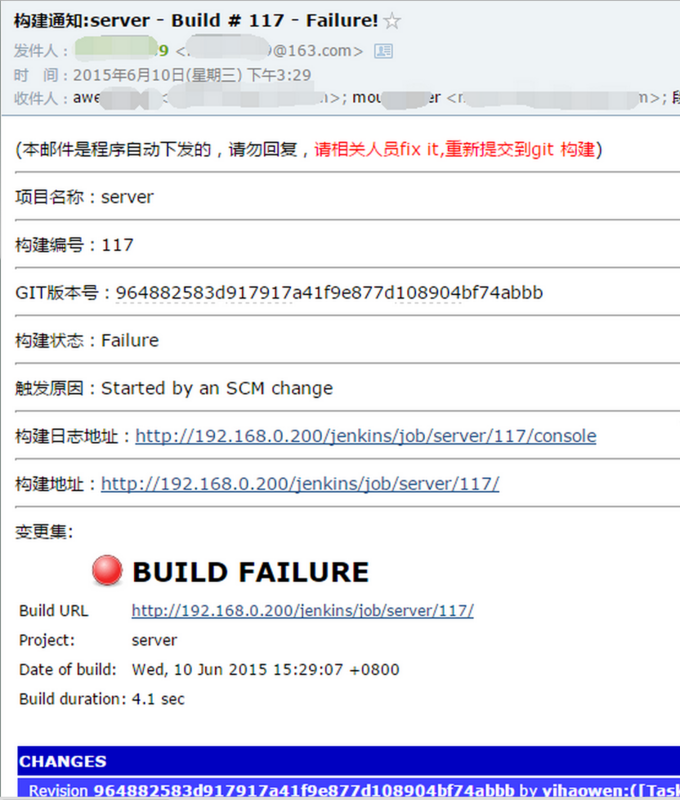 构建通知:server - Build # 117 - Failure!
发件人： 9 < @163.com>
时 间：2015年6月10日(星期三) 下午3:29
收件人：awe < >; mou er < m>;
(本邮件是程序自动下发的，请勿回复，请相关人员fix it,重新提交到git 构建)
项目名称：server
构建编号：117
GIT版本号：964882583d917917a41f9e877d108904bf74abbb
构建状态：Failure
触发原因：Started by an SCM change
构建日志地址：http://192.168.0.200/jenkins/job/server/117/console
构建地址：http://192.168.0.200/jenkins/job/server/117/
变更集:
BUILD FAILURE
Build URL http://192.168.0.200/jenkins/job/server/117/
Project: server
Date of build: Wed, 10 Jun 2015 15:29:07 +0800
Build duration: 4.1 sec
CHANGES
Revision 964882583d917917a41f9e877d108904bf74abbb by yihaowen:([Task